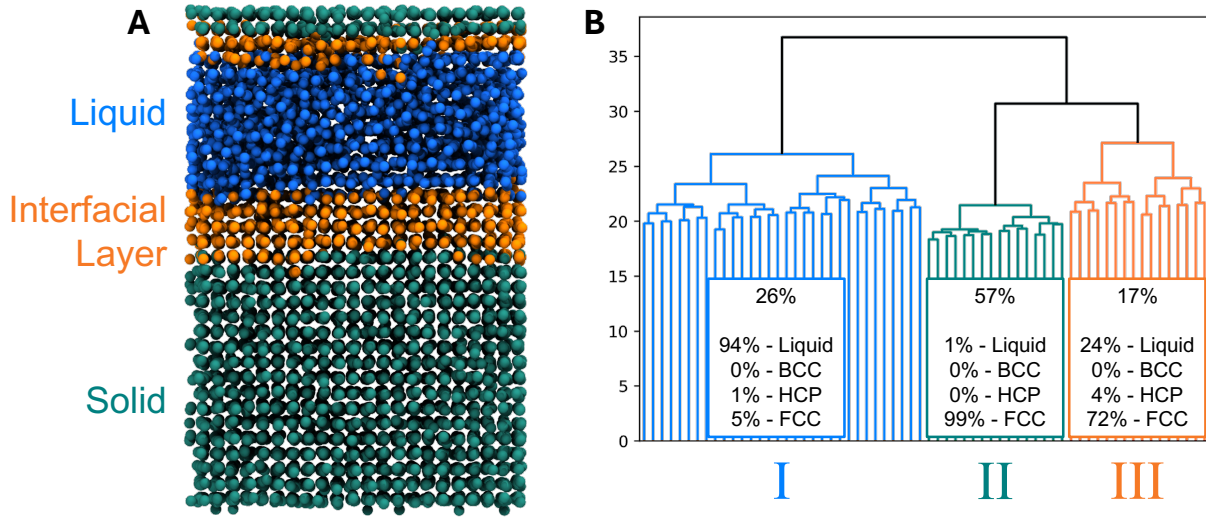 A
Liquid
Interfacial
Layer
Solid
B
35
30
25
20
15
10
5
0
26%
94% - Liquid
0% - BCC
1% - HCP
5% - FCC
57%
1% - Liquid
0% - BCC
0% - HCP
99% - FCC
17%
24% - Liquid
0% - BCC
4% - HCP
72% - FCC
I
II
III